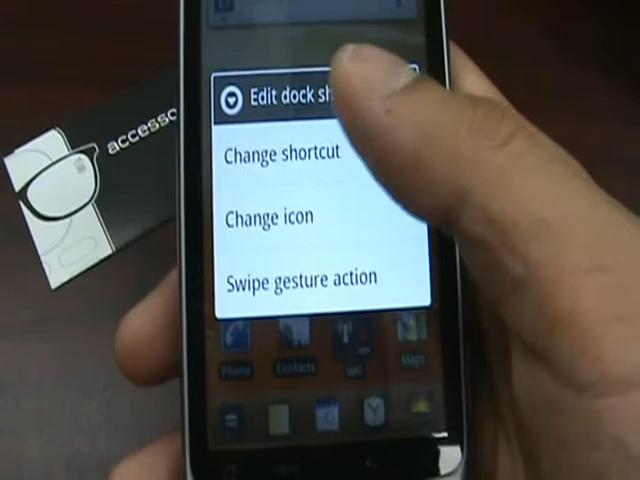 Edit dock sh
accesso
Change shortcut
Change icon
Swipe gesture action
Phone
Contacts
Maps